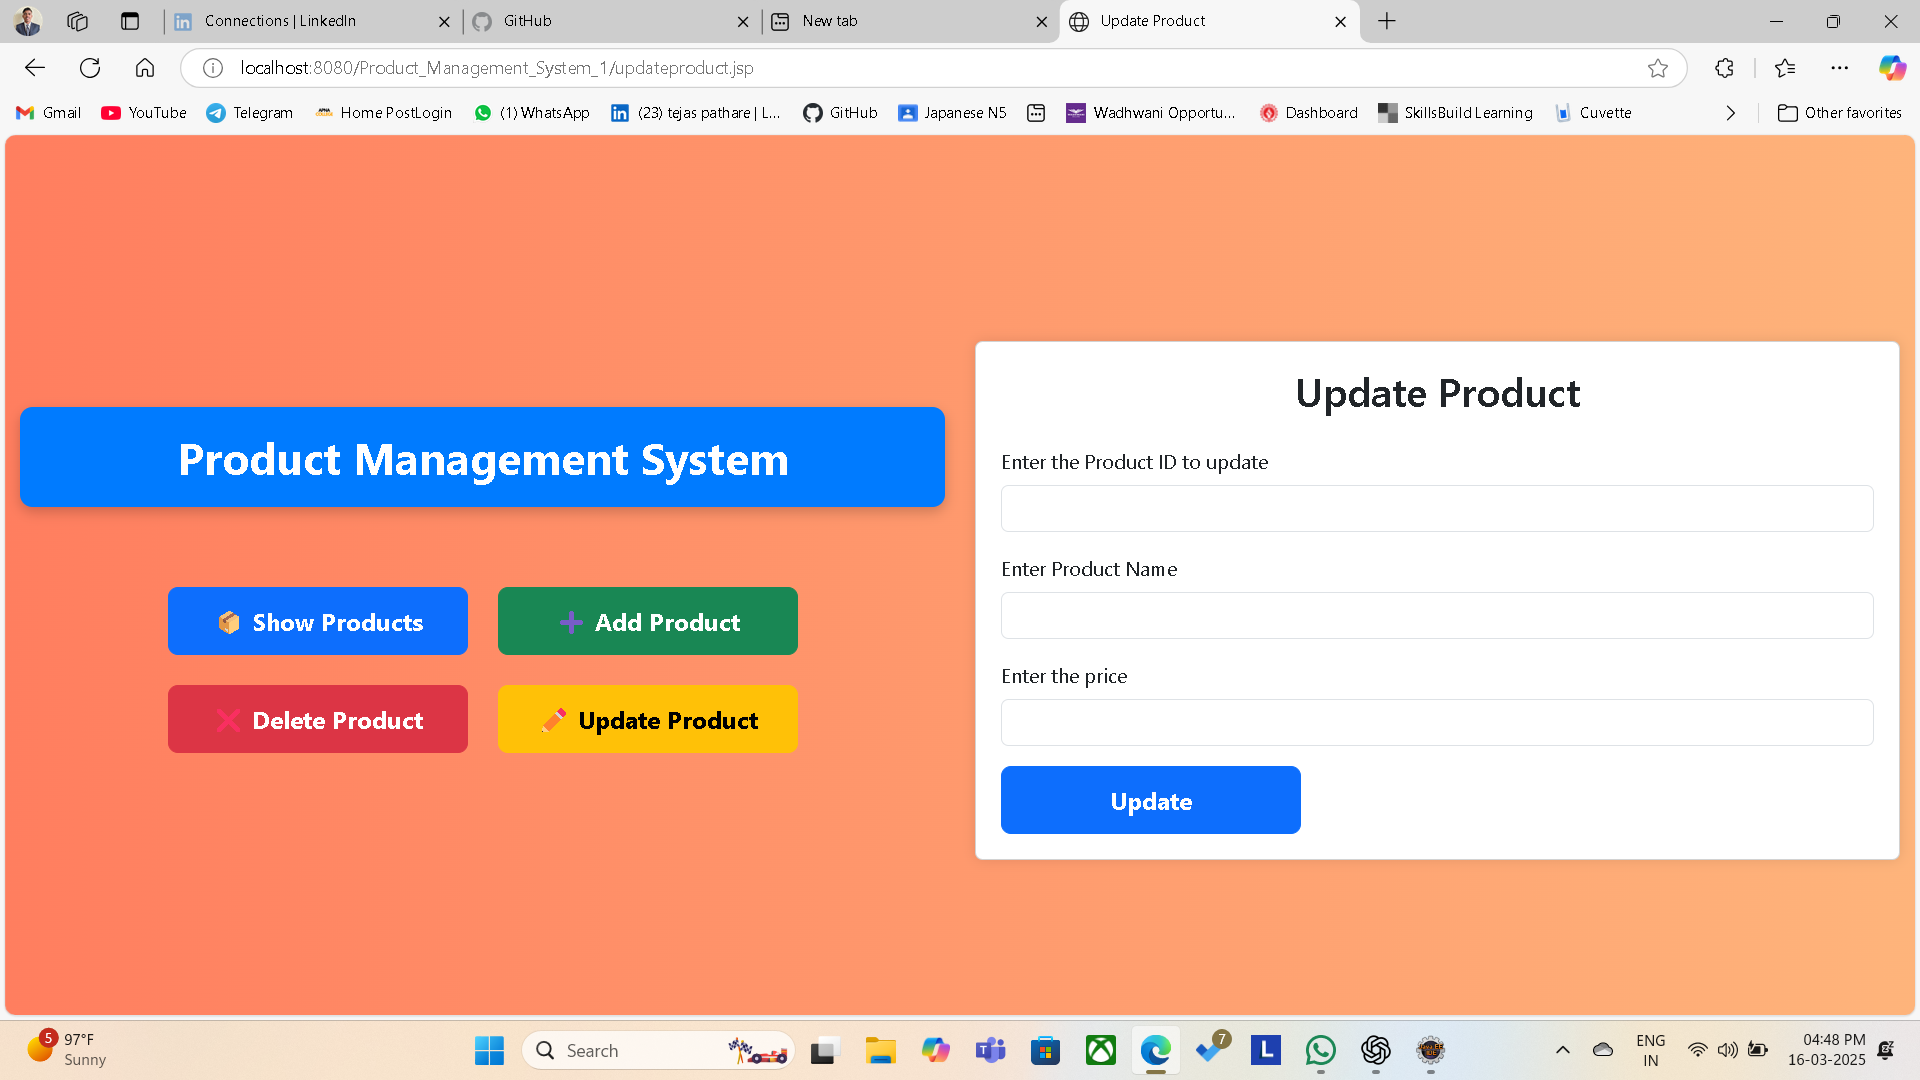 Connections | LinkedIn
GitHub
New tab
Update Product
localhost:8080/Product_Management_System_1/updateproduct.jsp
Gmail
YouTube
Telegram
Home PostLogin
(1) WhatsApp
(23) tejas pathare | L...
GitHub
Japanese N5
Wadhwani Opportu...
Dashboard
SkillsBuild Learning
Cuvette
Other favorites
Product Management System
📦 Show Products
➕ Add Product
❌ Delete Product
✏️ Update Product
Update Product
Enter the Product ID to update
Enter Product Name
Enter the price
Update
5
97°F
Sunny
Search
7
L
ENG
IN
04:48 PM
16-03-2025